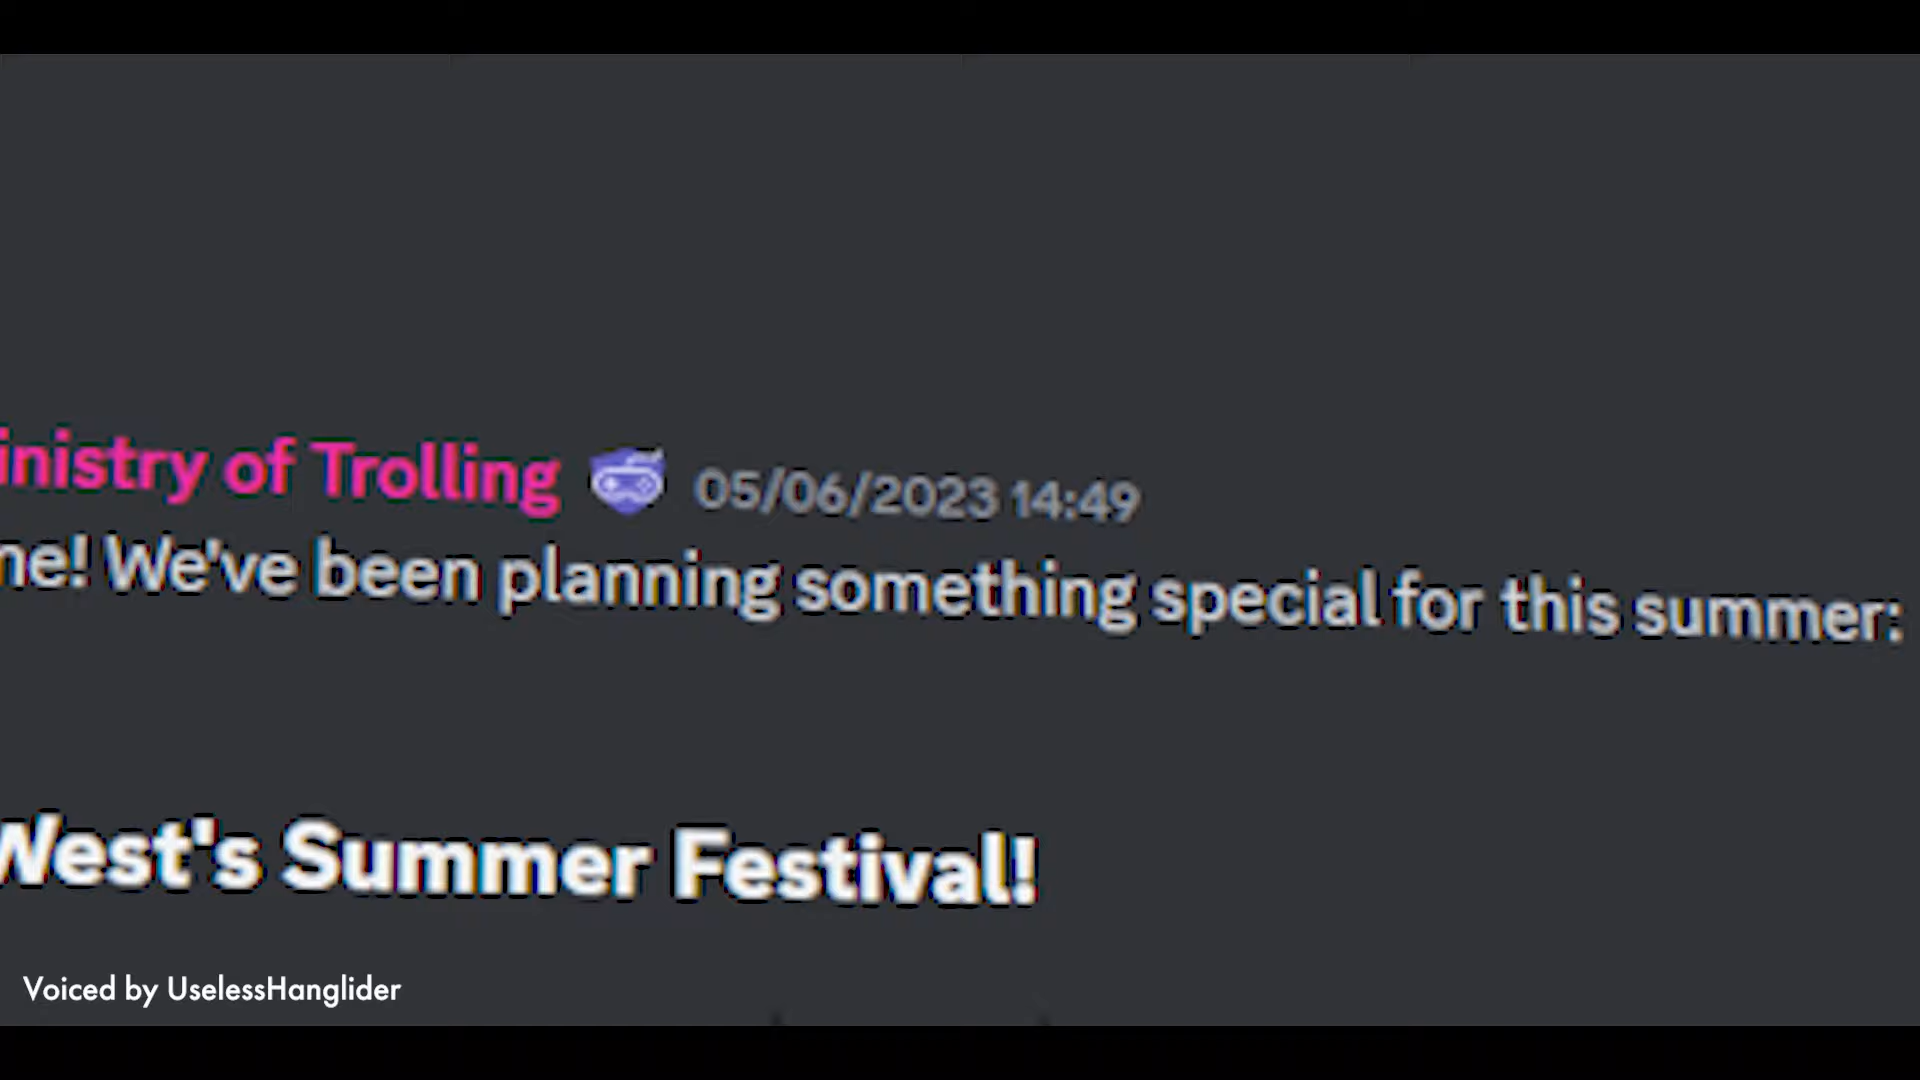 inistry of Trolling 05/06/2023 14:49
ne! We've been planning something special for this summer:
West's Summer Festival!
Voiced by UselessHanglider